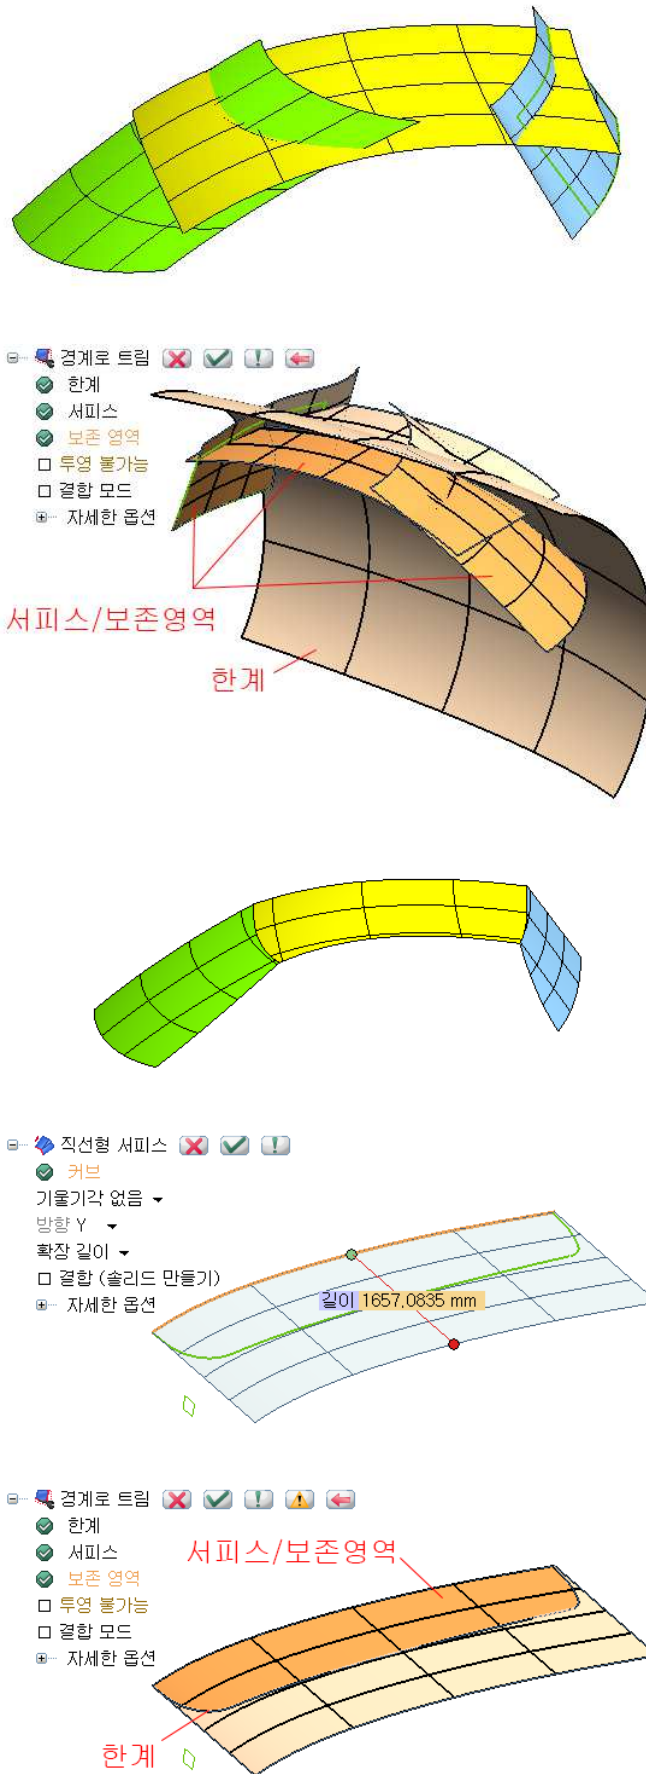 경계로 트림
한계
서피스
보존 영역
투영 불가능
결합 모드
자세한 옵션
서피스/보존영역
한계
직선형 서피스
커브
기울기각 없음
방향 Y
확장 길이
결합 (솔리드 만들기)
자세한 옵션
길이 1657,0835 mm
경계로 트림
한계
서피스
보존 영역
투영 불가능
결합 모드
자세한 옵션
서피스/보존영역
한계